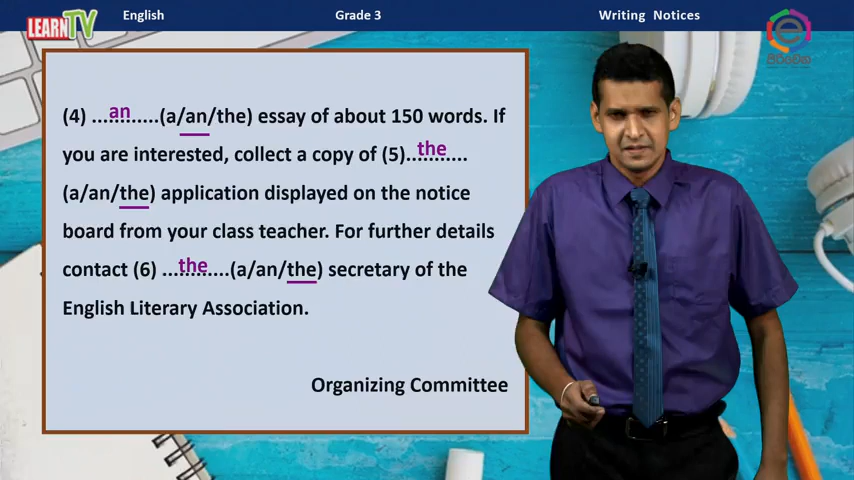 LEARN TV
English
Grade 3
Writing Notices
පිරිවෙන
(4) ...an......(a/an/the) essay of about 150 words. If
you are interested, collect a copy of (5)..the......
(a/an/the) application displayed on the notice
board from your class teacher. For further details
contact (6) ...the......(a/an/the) secretary of the
English Literary Association.
Organizing Committee